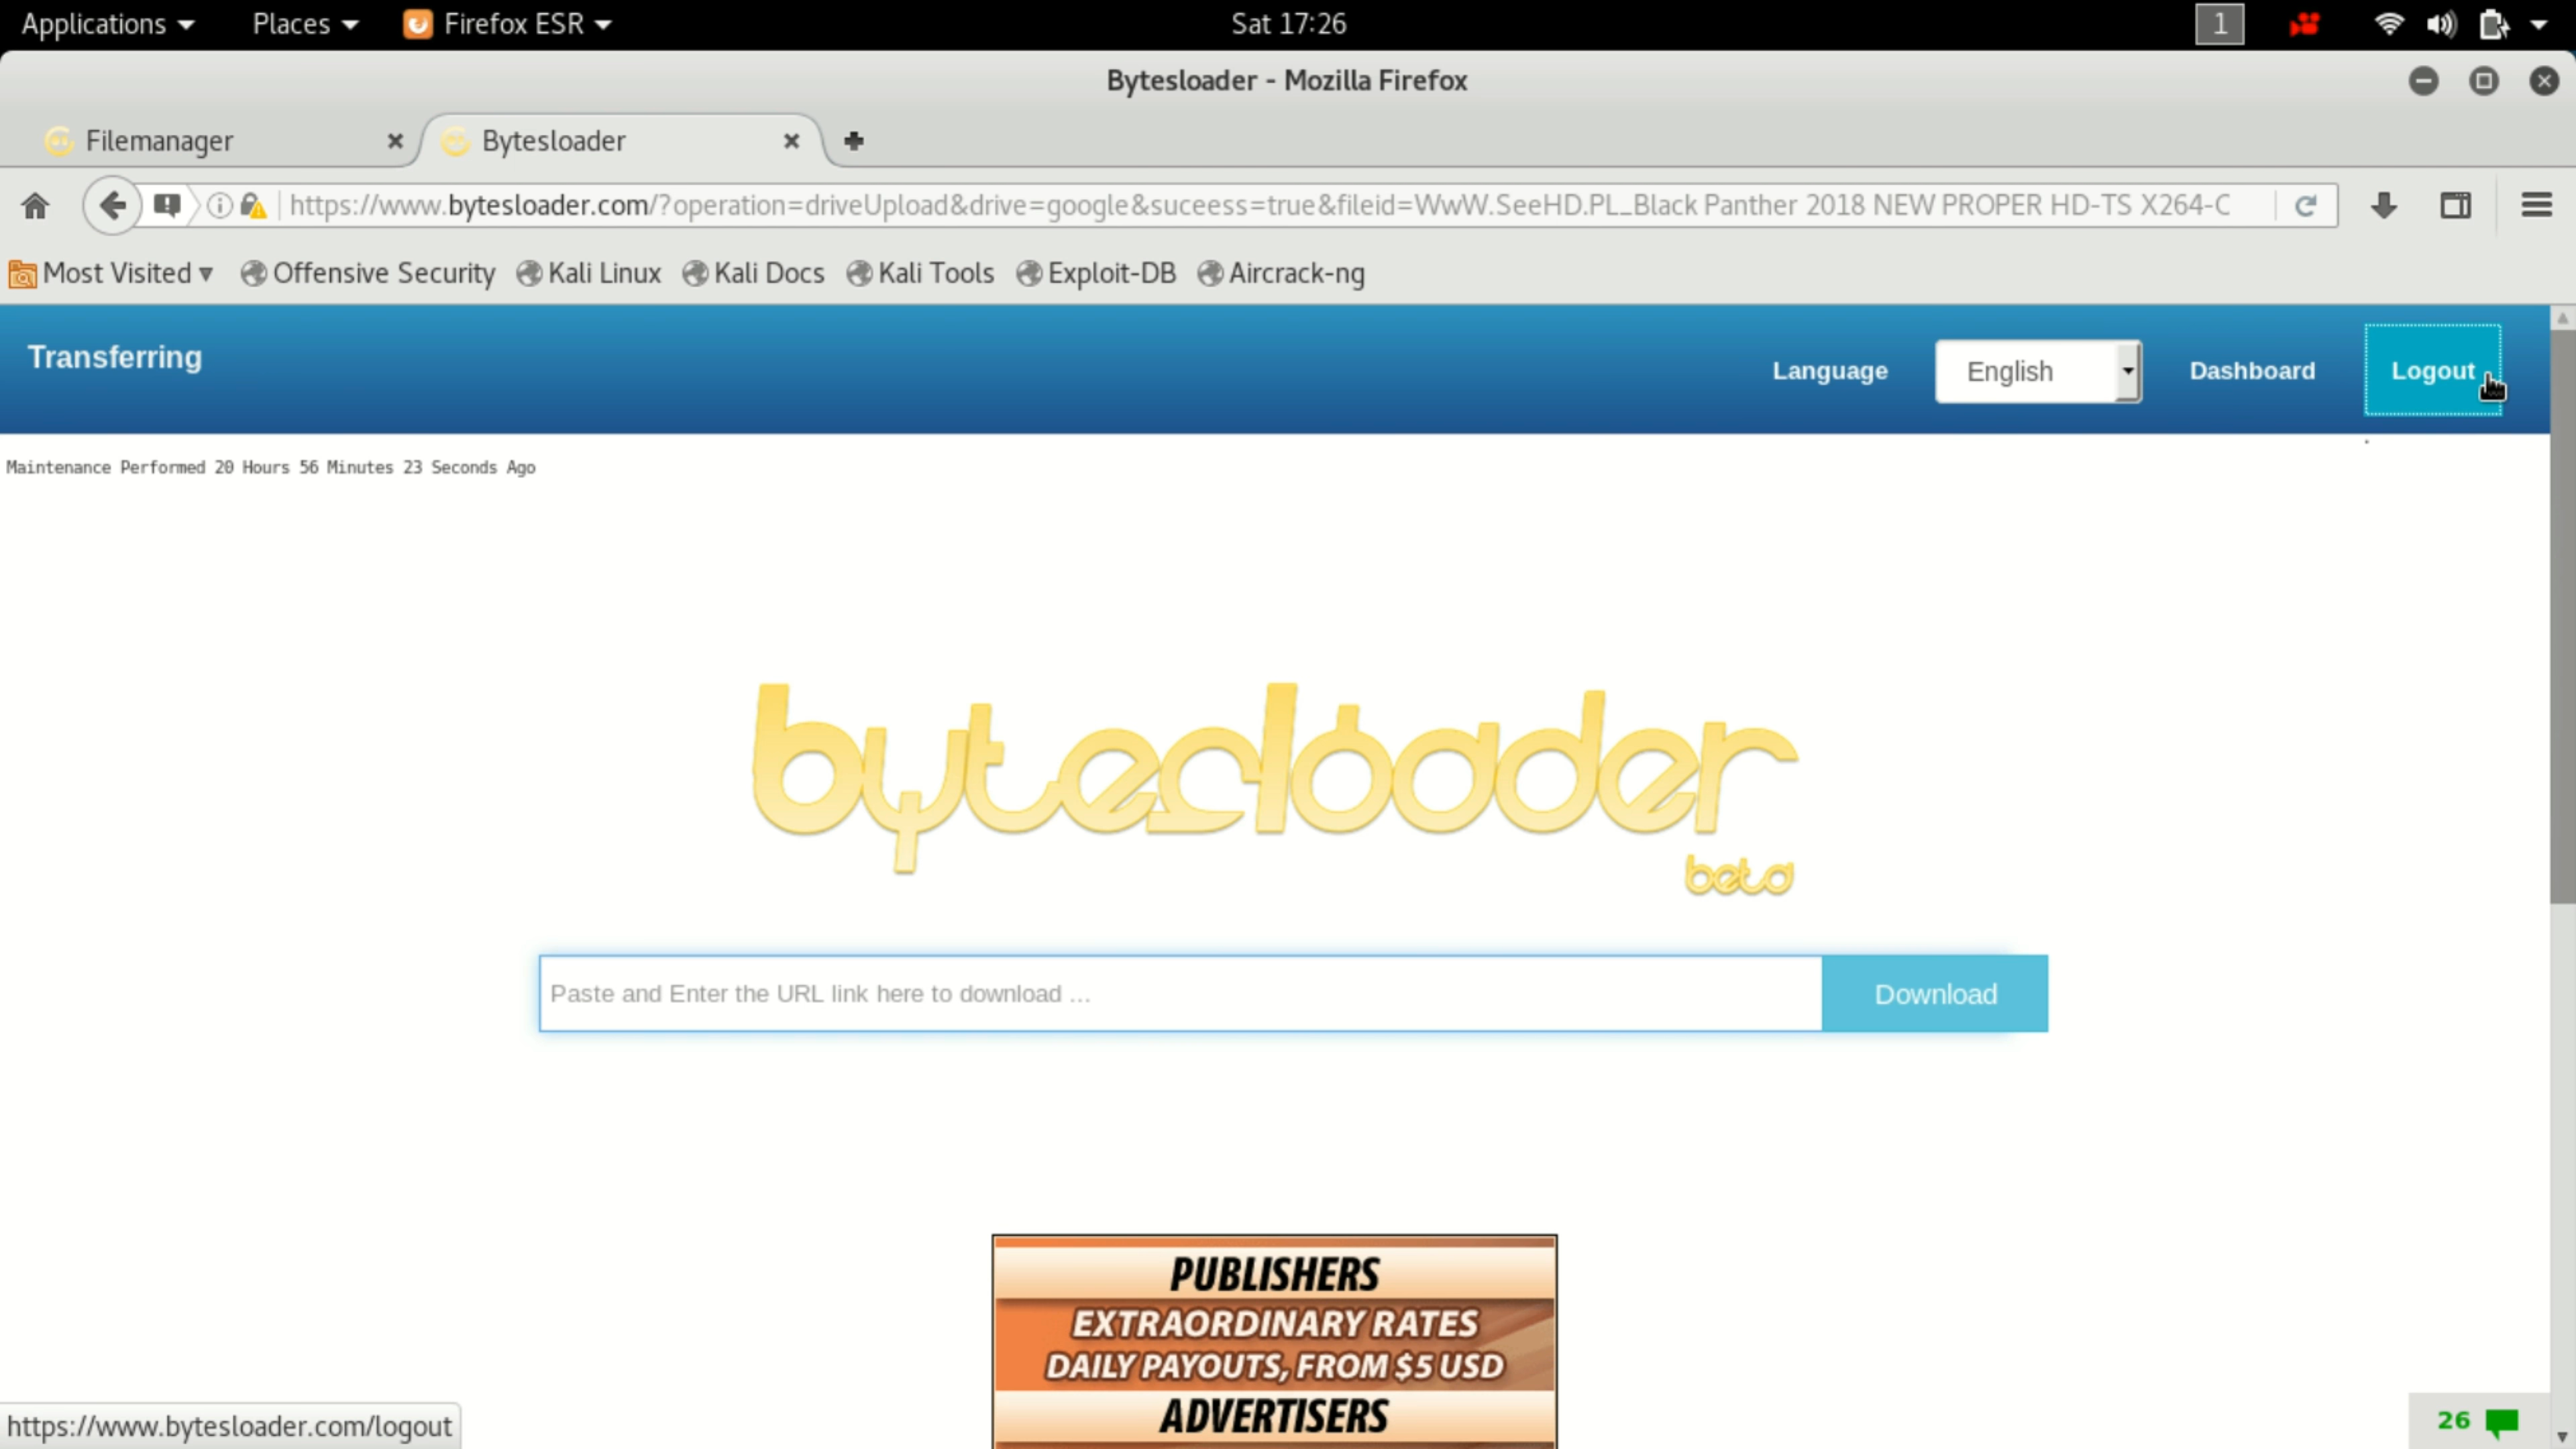 Applications Places Firefox ESR Sat 17:26 1
Bytesloader - Mozilla Firefox
Filemanager Bytesloader
https://www.bytesloader.com/?operation=driveUpload&drive=google&suceess=true&fileid=WwW.SeeHD.PL_Black Panther 2018 NEW PROPER HD-TS X264-C
Most Visited Offensive Security Kali Linux Kali Docs Kali Tools Exploit-DB Aircrack-ng
Transferring Language English Dashboard Logout
Maintenance Performed 20 Hours 56 Minutes 23 Seconds Ago
bytesloader
beta
Paste and Enter the URL link here to download ... Download
PUBLISHERS
EXTRAORDINARY RATES
DAILY PAYOUTS, FROM $5 USD
ADVERTISERS
https://www.bytesloader.com/logout 26